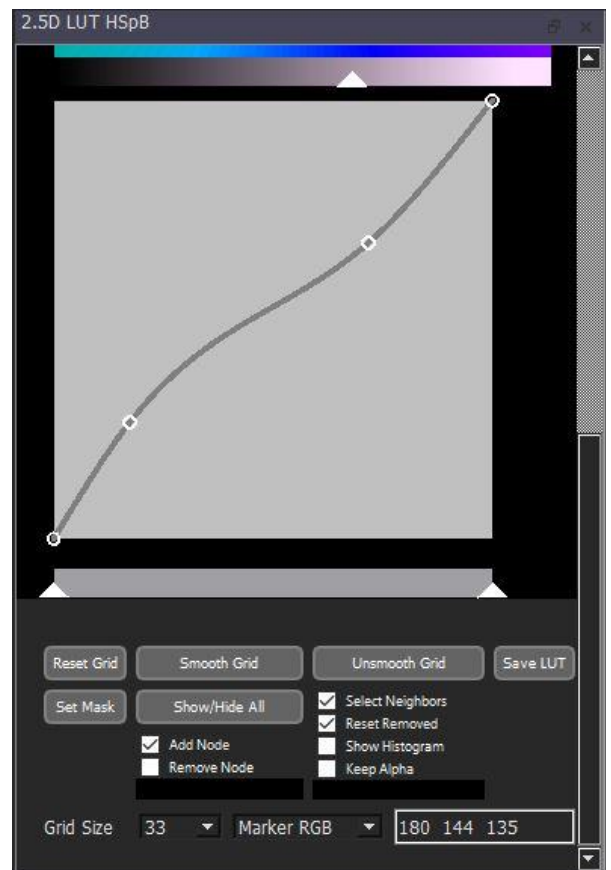 2.5D LUT HSpB
Reset Grid Smooth Grid Unsmooth Grid Save LUT
Set Mask Show/Hide All Select Neighbors
Reset Removed
Add Node Show Histogram
Remove Node Keep Alpha
Grid Size 33 Marker RGB 180 144 135